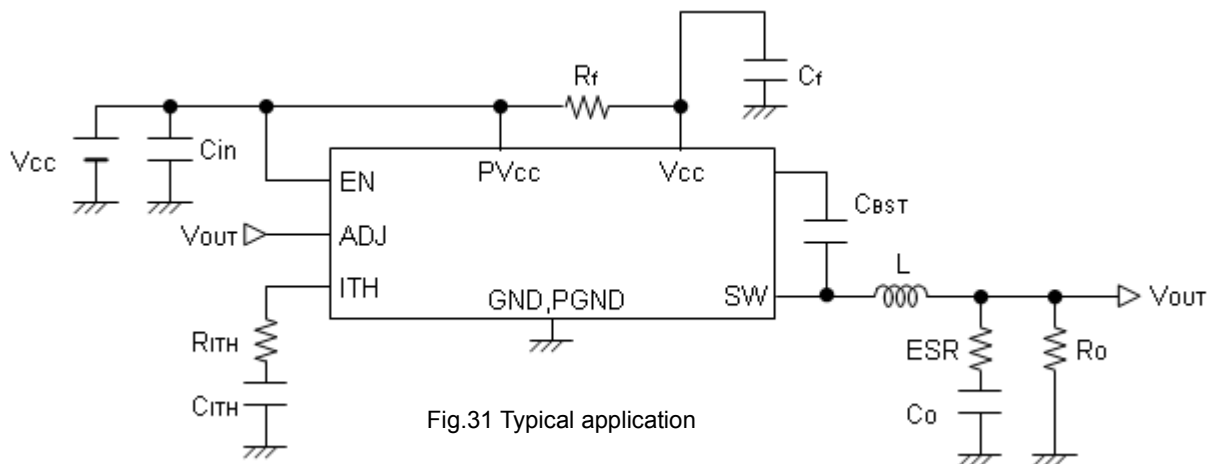 Rf
Cf
Vcc
Cin
EN
PVcc
Vcc
CBST
VOUT
ADJ
L
ITH
GND,PGND
SW
VOUT
RITH
ESR
Ro
CITH
Co
Fig.31 Typical application